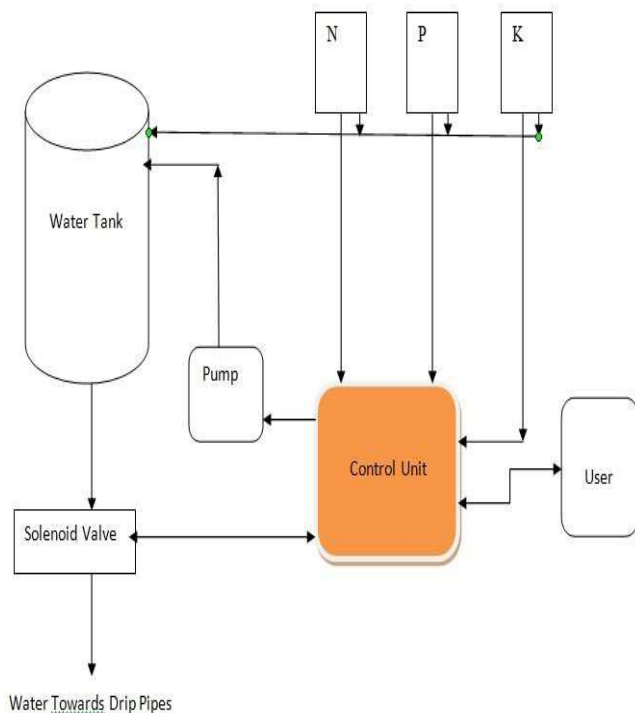 N
P
K
Water Tank
Pump
Control Unit
User
Solenoid Valve
Water Towards Drip Pipes